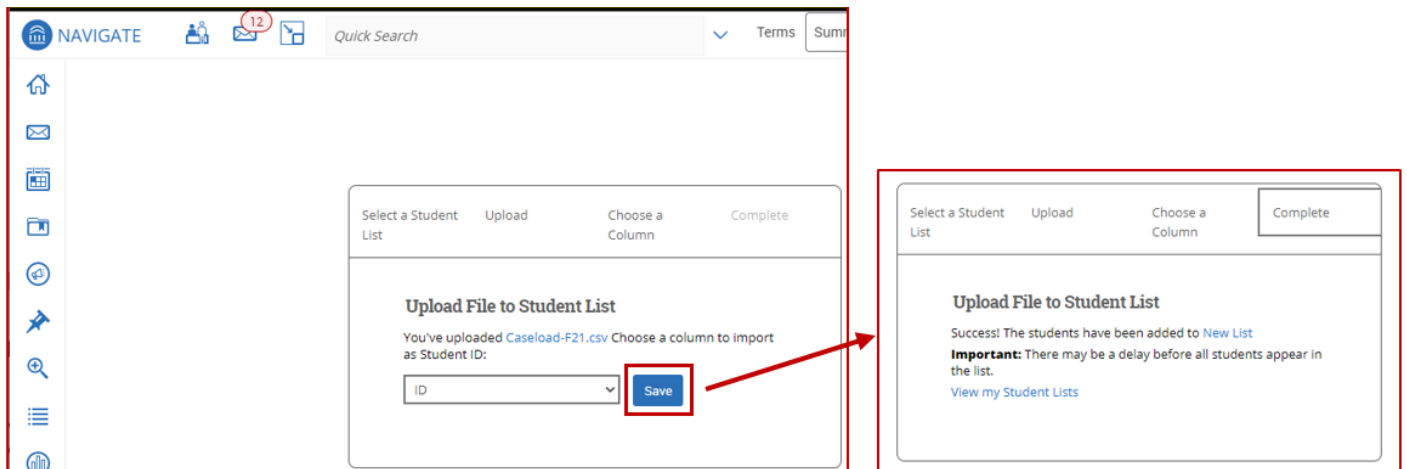 NAVIGATE
12
Quick Search
Terms
Select a Student Upload Choose a Complete
List Column
Upload File to Student List
You've uploaded Caseload-F21.csv Choose a column to import
as Student ID:
ID
Save
Select a Student Upload Choose a Complete
List Column
Upload File to Student List
Success! The students have been added to New List
Important: There may be a delay before all students appear in
the list.
View my Student Lists